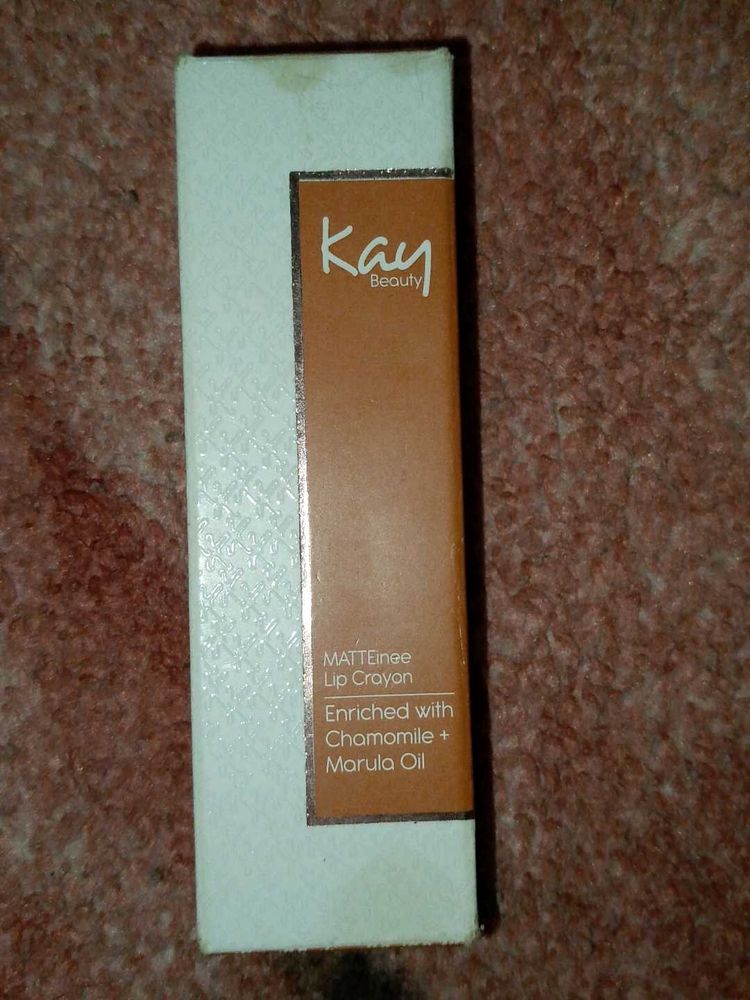 Kay
Beauty
MATTEinee
Lip Crayon
Enriched with
Chamomile +
Marula Oil